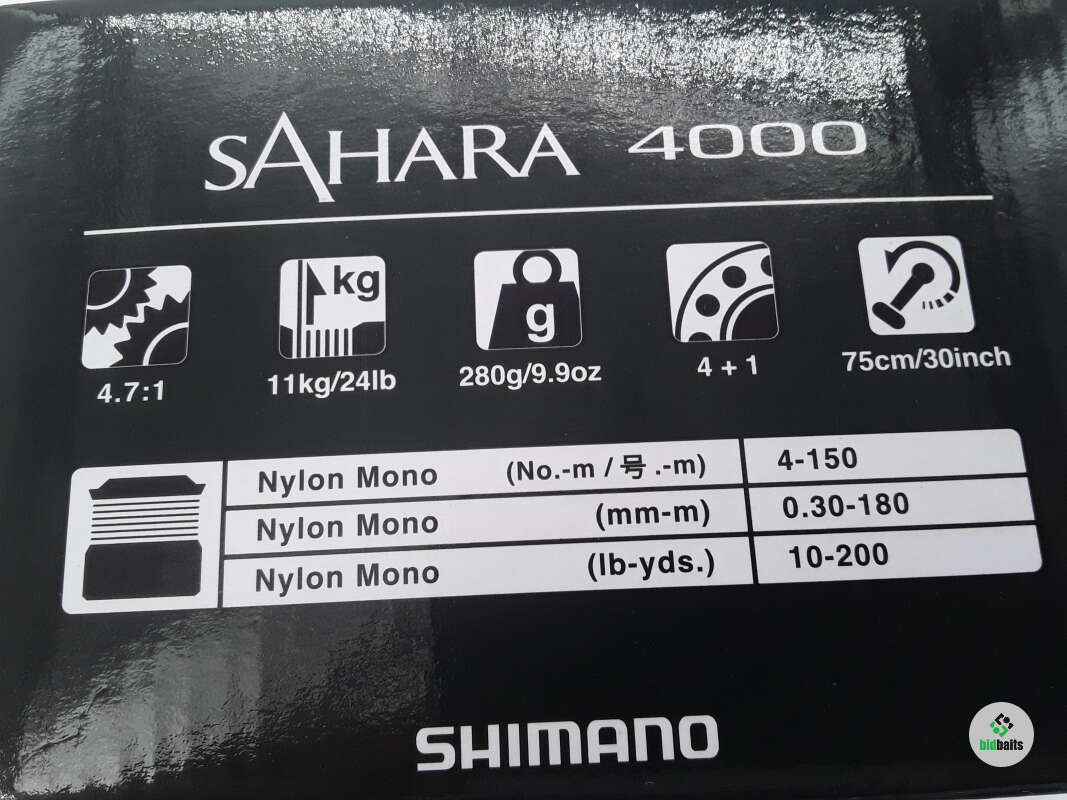 SAHARA 4000
kg
g
4.7:1
11kg/24lb
280g/9.9oz
4 + 1
75cm/30inch
Nylon Mono (No.-m / 号 .-m) 4-150
Nylon Mono (mm-m) 0.30-180
Nylon Mono (lb-yds.) 10-200
SHIMANO
bidbaits